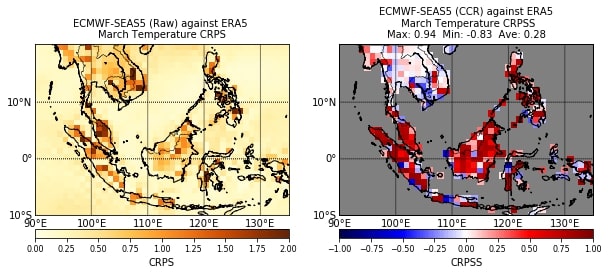 ECMWF-SEAS5 (Raw) against ERA5
March Temperature CRPS
10°N
0°
10°S
90°E
100°E
110°E
120°E
130°E
0.00
0.25
0.50
0.75
1.00
1.25
1.50
1.75
2.00
CRPS
ECMWF-SEAS5 (CCR) against ERA5
March Temperature CRPSS
Max: 0.94 Min: -0.83 Ave: 0.28
10°N
0°
10°S
90°E
100°E
110°E
120°E
130°E
−1.00
−0.75
−0.50
−0.25
0.00
0.25
0.50
0.75
1.00
CRPSS